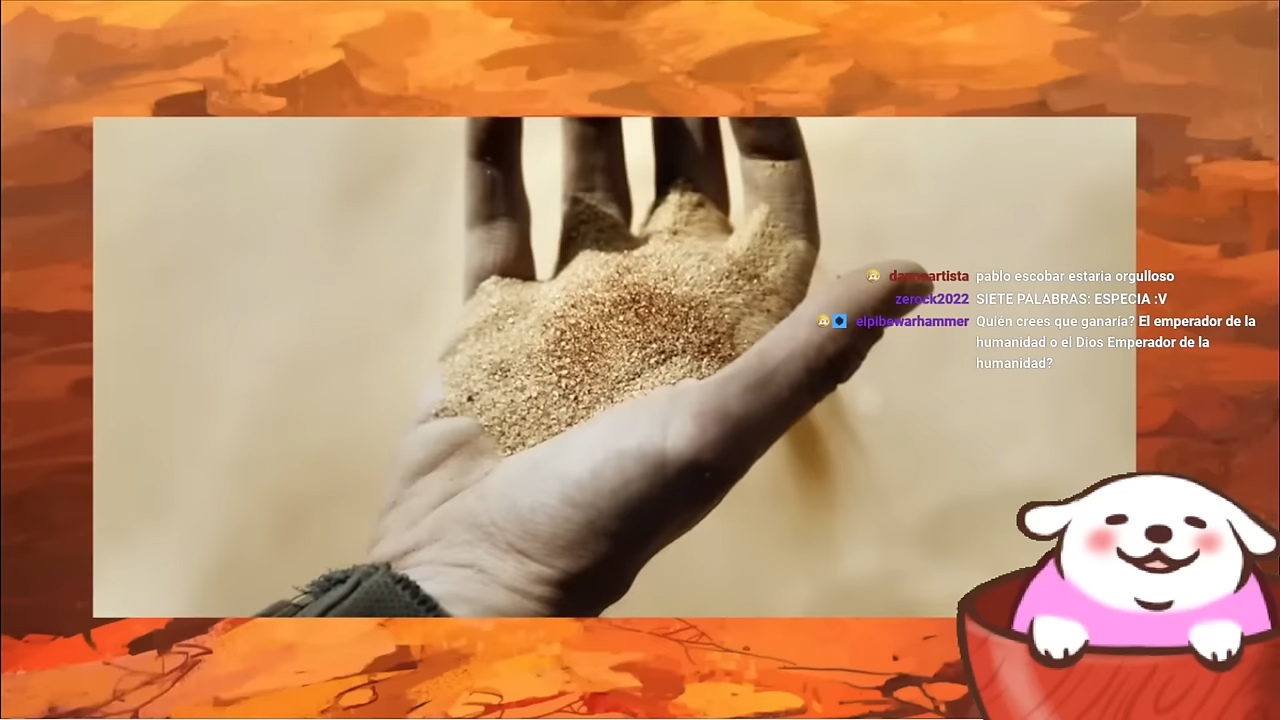 pablo escobar estaria orgulloso
zerock2022 SIETE PALABRAS: ESPECIA :V
elpibewarhammer Quién crees que ganaría? El emperador de la
humanidad o el Dios Emperador de la
humanidad?